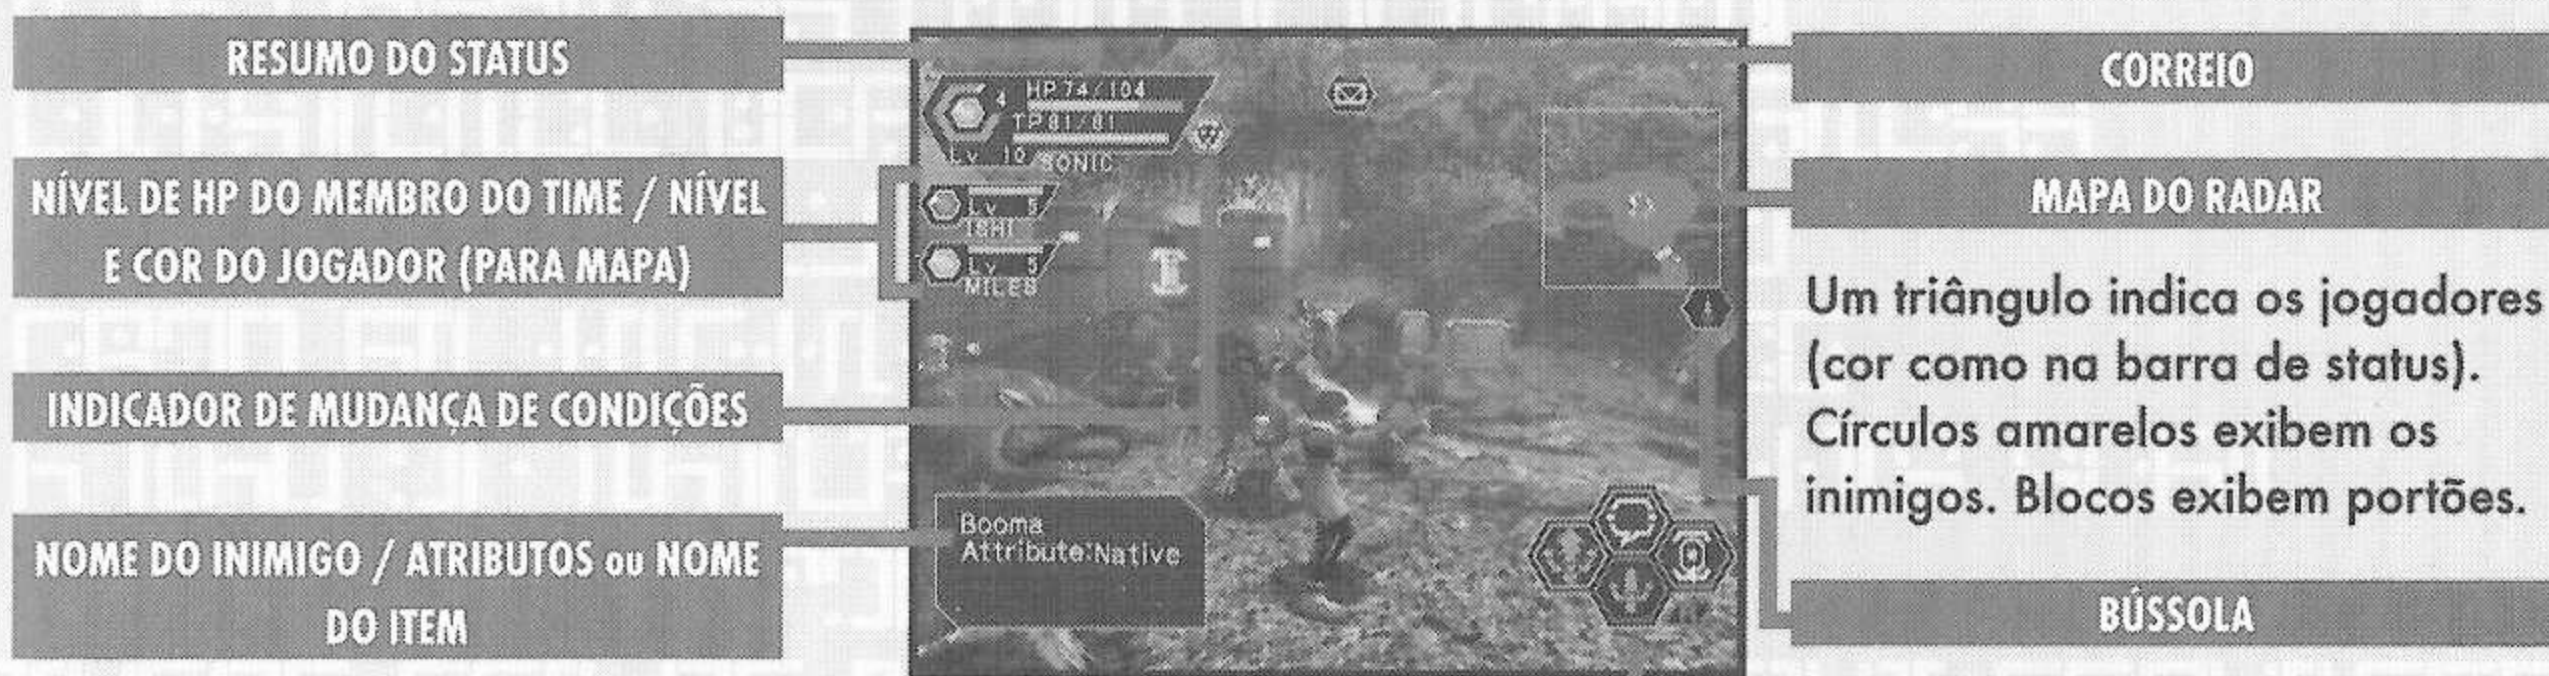 RESUMO DO STATUS
NÍVEL DE HP DO MEMBRO DO TIME / NÍVEL
E COR DO JOGADOR (PARA MAPA)
INDICADOR DE MUDANÇA DE CONDIÇÕES
NOME DO INIMIGO / ATRIBUTOS ou NOME
DO ITEM
4
HP 74/104
TP 81/81
Lv 10 SONIC
Lv 5
ISHI
Lv 5
MILES
Booma
Attribute:Native
CORREIO
MAPA DO RADAR
Um triângulo indica os jogadores
(cor como na barra de status).
Círculos amarelos exibem os
inimigos. Blocos exibem portões.
BÚSSOLA